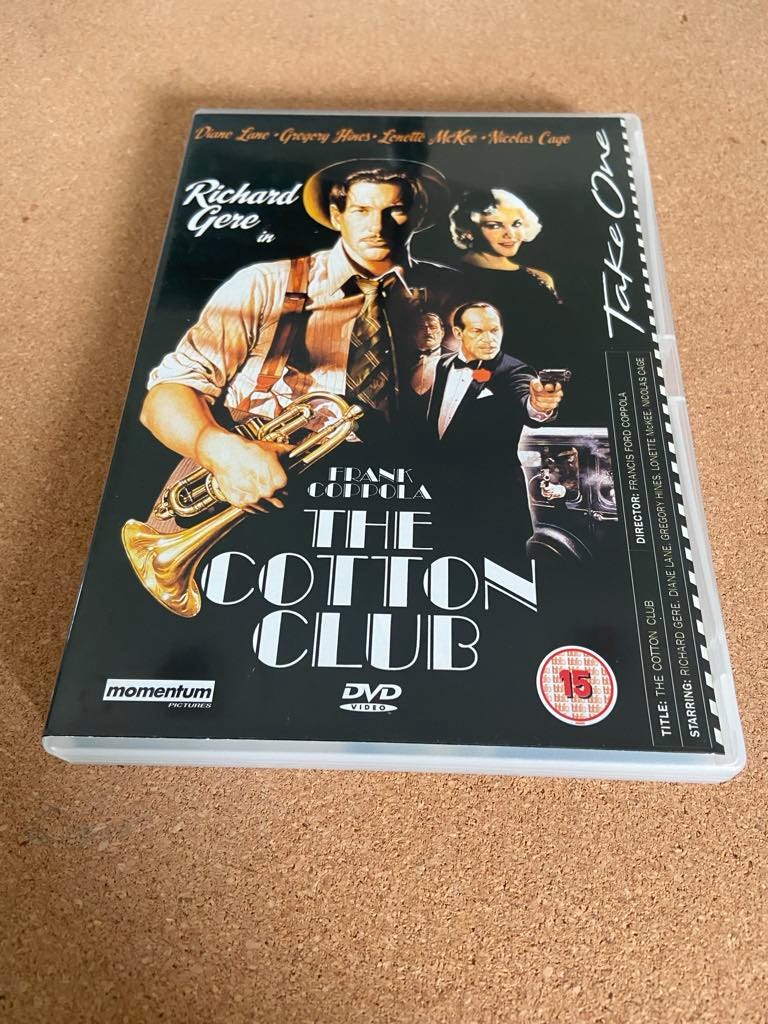 Diane Lane • Gregory Hines • Lonette McKee • Nicolas Cage
Richard
Gere
in
FRANK
COPPOLA
THE
COTTON
CLUB
momentum
PICTURES
DVD
VIDEO
15
Take One
DIRECTOR: FRANCIS FORD COPPOLA
TITLE: THE COTTON CLUB
STARRING: RICHARD GERE, DIANE LANE, GREGORY HINES, LONETTE McKEE, NICOLAS CAGE